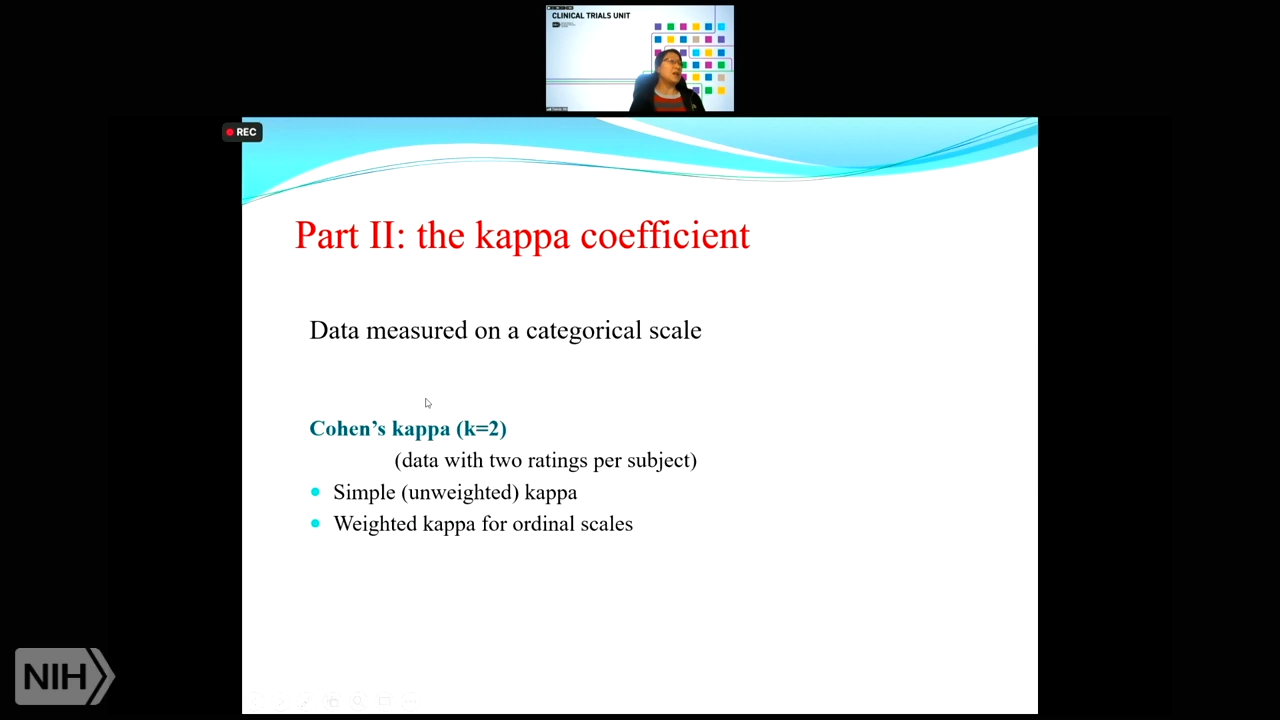 CLINICAL TRIALS UNIT
REC
Part II: the kappa coefficient
Data measured on a categorical scale
Cohen’s kappa (k=2)
(data with two ratings per subject)
Simple (unweighted) kappa
Weighted kappa for ordinal scales
NIH